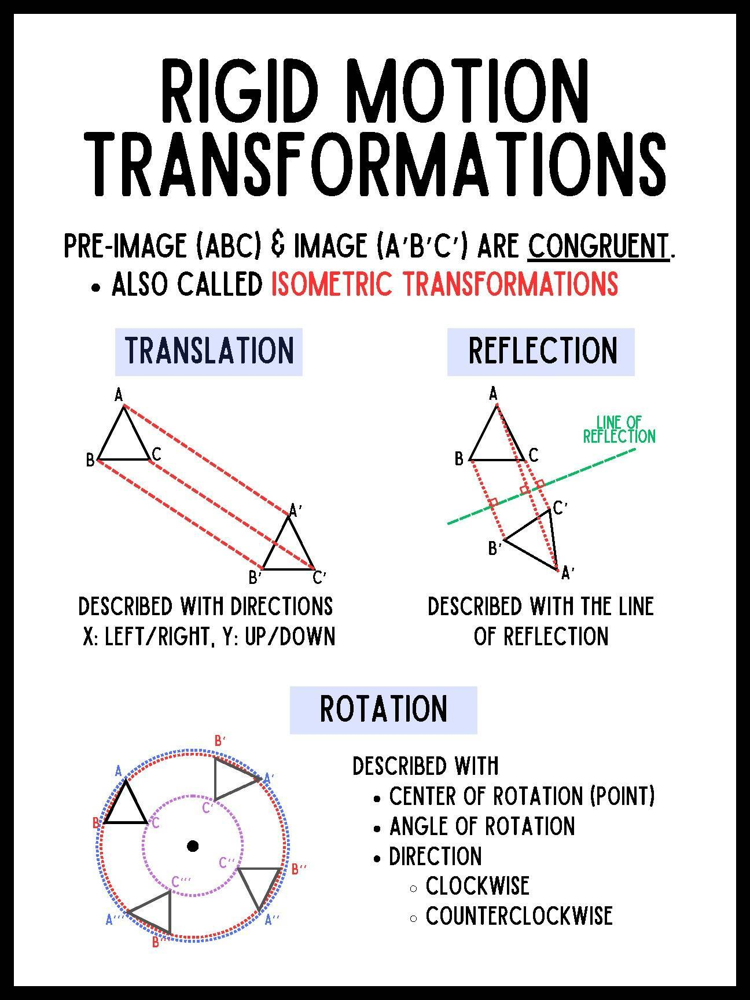 RIGID MOTION
TRANSFORMATIONS
PRE-IMAGE (ABC) & IMAGE (A'B'C') ARE CONGRUENT.
• ALSO CALLED ISOMETRIC TRANSFORMATIONS
TRANSLATION
A
B
C
A'
B'
C'
DESCRIBED WITH DIRECTIONS
X: LEFT/RIGHT, Y: UP/DOWN
REFLECTION
A
B
C
LINE OF
REFLECTION
C'
B'
A'
DESCRIBED WITH THE LINE
OF REFLECTION
ROTATION
B'
A
A'
C'
B
C
C''
B''
C'''
A'''
A''
B'''
DESCRIBED WITH
• CENTER OF ROTATION (POINT)
• ANGLE OF ROTATION
• DIRECTION
○ CLOCKWISE
○ COUNTERCLOCKWISE